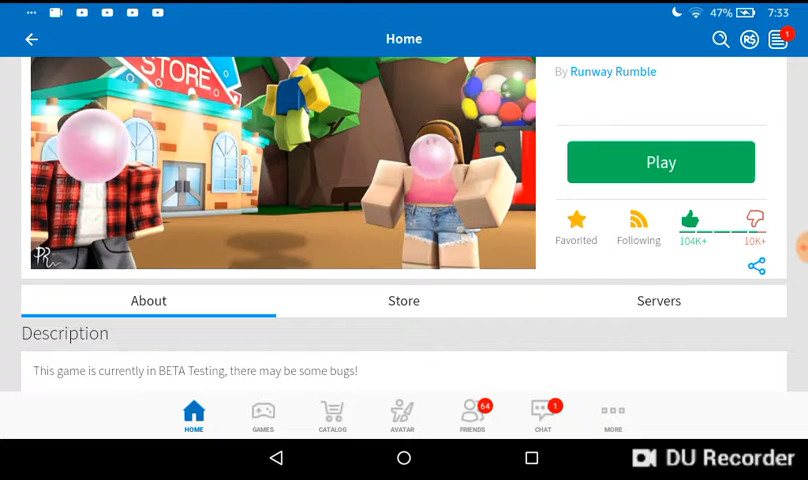 47% 7:33
Home
R$ 1
STORE
By Runway Rumble
Play
Favorited Following 104K+ 10K+
PR
About Store Servers
Description
This game is currently in BETA Testing, there may be some bugs!
64 1
HOME GAMES CATALOG AVATAR FRIENDS CHAT MORE
DU Recorder